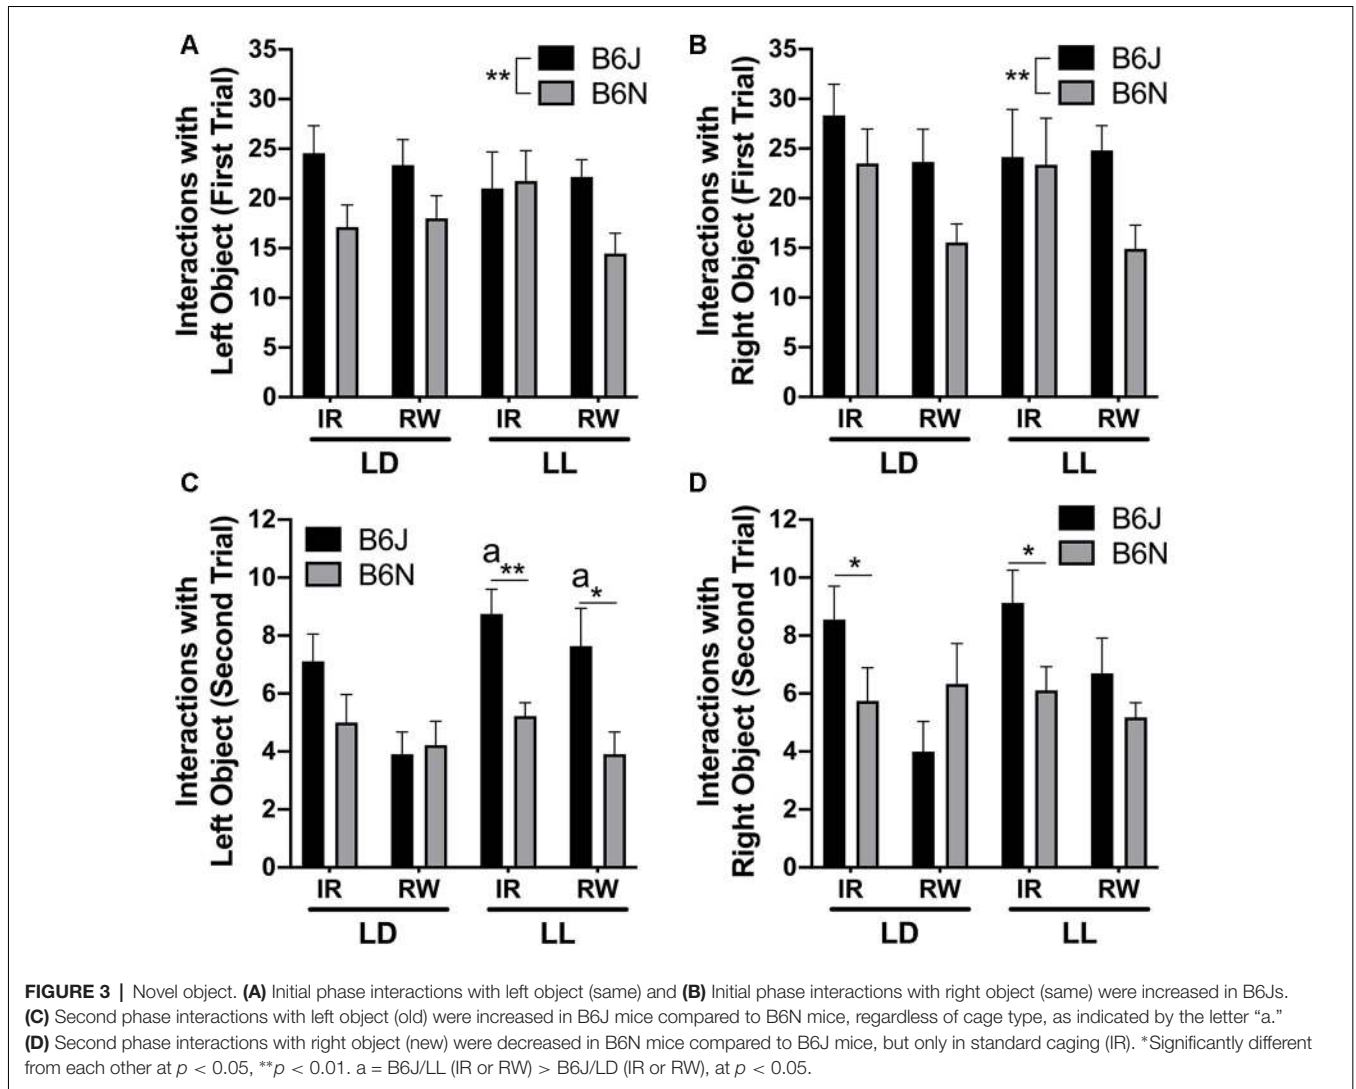 A
Interactions with
Left Object (First Trial)
35
30
25
20
15
10
5
0
**
B6J
B6N
IR RW IR RW
LD LL
B
Interactions with
Right Object (First Trial)
35
30
25
20
15
10
5
0
**
B6J
B6N
IR RW IR RW
LD LL
C
Interactions with
Left Object (Second Trial)
12
10
8
6
4
2
0
B6J
B6N
a
**
a
*
IR RW IR RW
LD LL
D
Interactions with
Right Object (Second Trial)
12
10
8
6
4
2
0
B6J
B6N
*
*
IR RW IR RW
LD LL
FIGURE 3 | Novel object. (A) Initial phase interactions with left object (same) and (B) Initial phase interactions with right object (same) were increased in B6Js.
(C) Second phase interactions with left object (old) were increased in B6J mice compared to B6N mice, regardless of cage type, as indicated by the letter “a.”
(D) Second phase interactions with right object (new) were decreased in B6N mice compared to B6J mice, but only in standard caging (IR). *Significantly different
from each other at p < 0.05, **p < 0.01. a = B6J/LL (IR or RW) > B6J/LD (IR or RW), at p < 0.05.